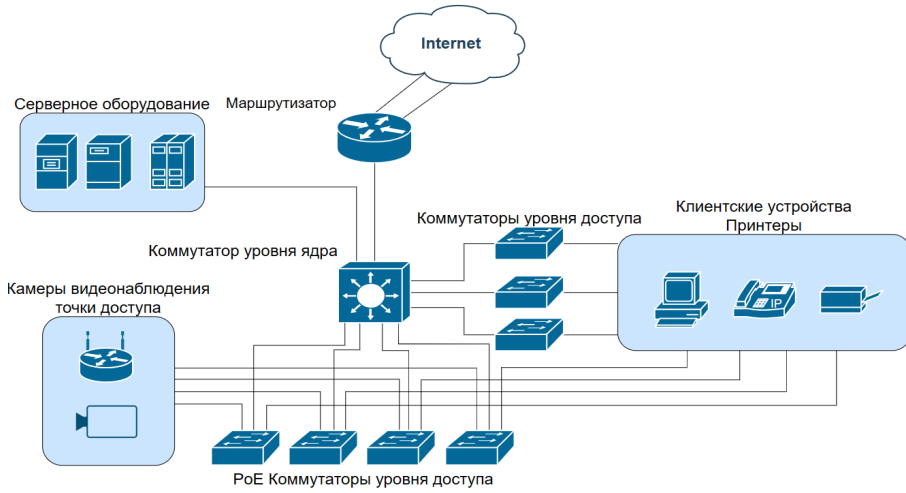 Internet
Серверное оборудование
Маршрутизатор
Коммутаторы уровня доступа
Клиентские устройства
Принтеры
Коммутатор уровня ядра
Камеры видеонаблюдения
точки доступа
IP
PoE Коммутаторы уровня доступа